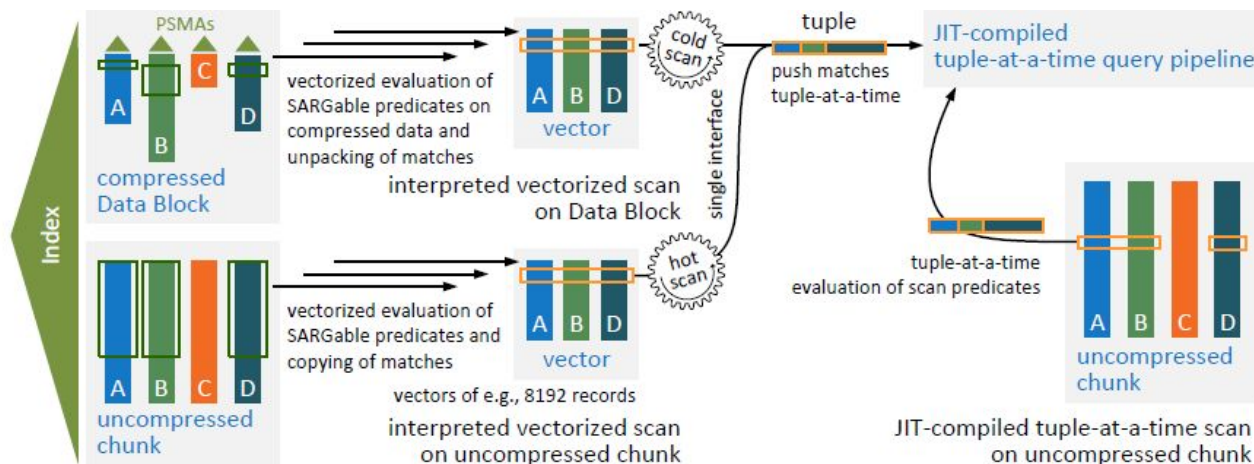 PSMAs
A
B
C
D
compressed
Data Block
Index
vectorized evaluation of
SARGable predicates on
compressed data and
unpacking of matches
A B D
vector
interpreted vectorized scan
on Data Block
cold
scan
single interface
tuple
push matches
tuple-at-a-time
JIT-compiled
tuple-at-a-time query pipeline
A B C D
uncompressed
chunk
vectorized evaluation of
SARGable predicates and
copying of matches
A B D
vector
vectors of e.g., 8192 records
interpreted vectorized scan
on uncompressed chunk
hot
scan
tuple-at-a-time
evaluation of scan predicates
A B C D
uncompressed
chunk
JIT-compiled tuple-at-a-time scan
on uncompressed chunk